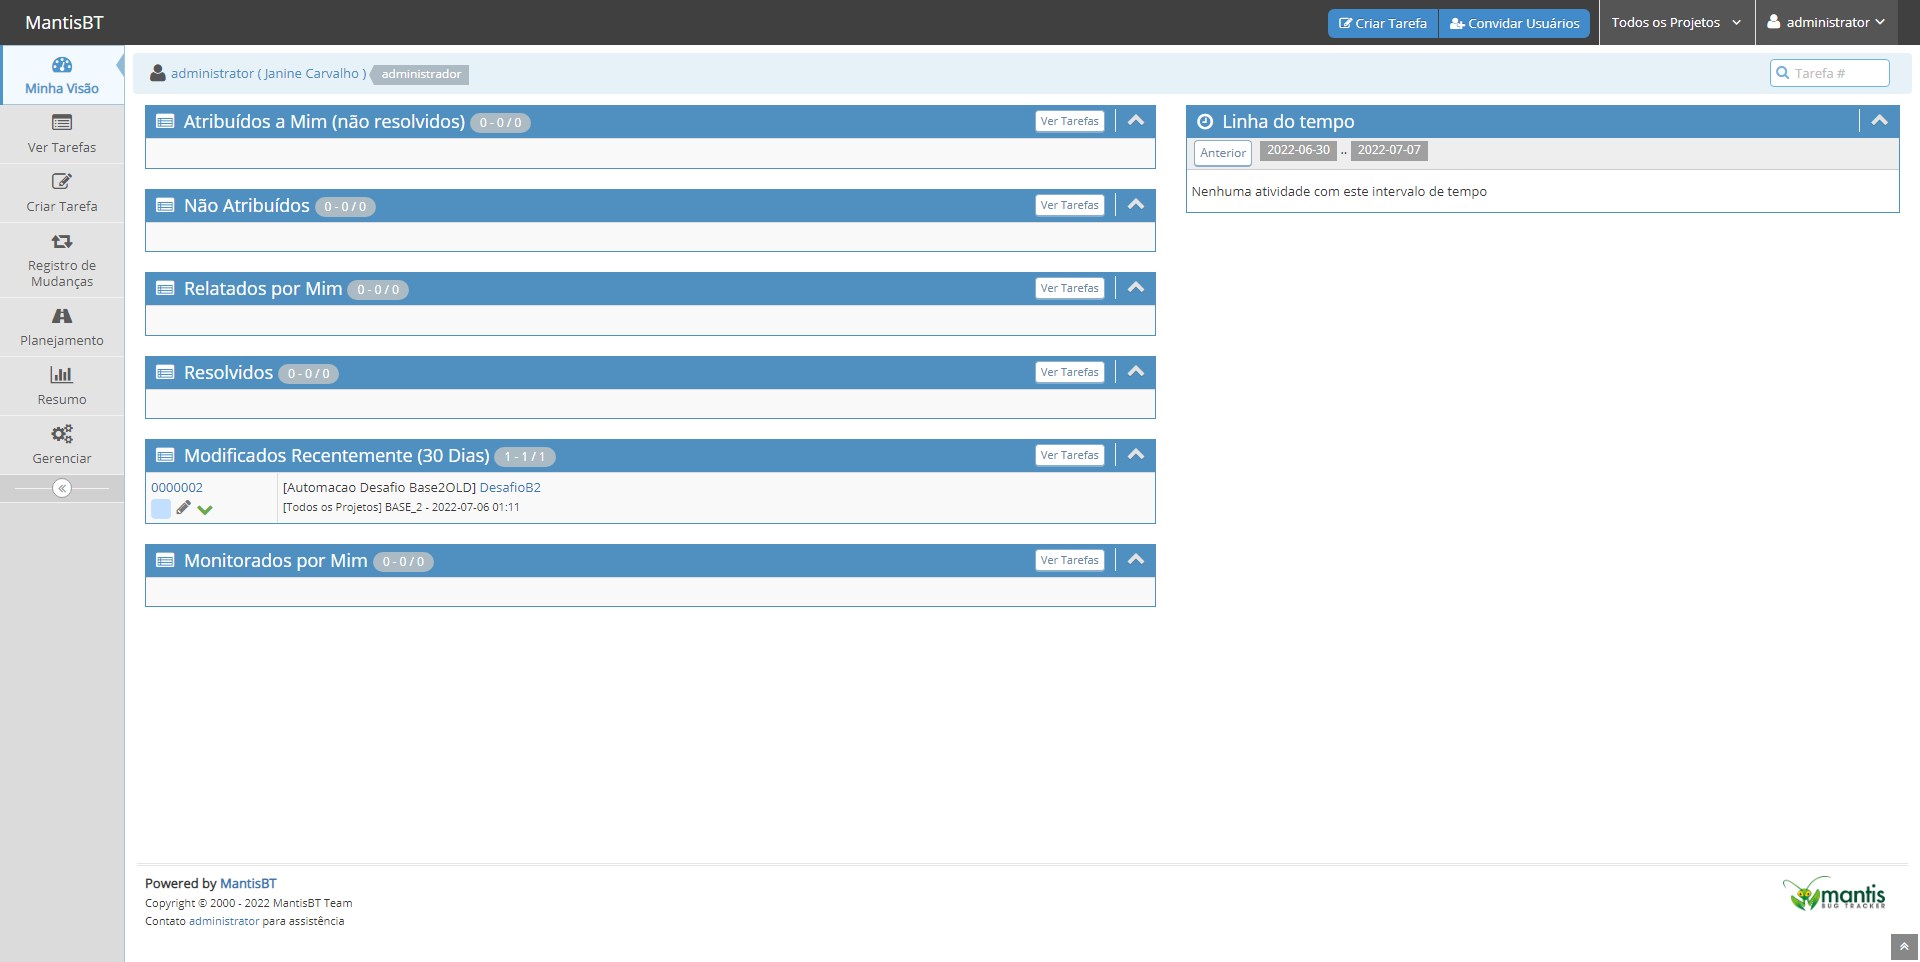 MantisBT
Criar Tarefa
Convidar Usuários
Todos os Projetos
administrator
Minha Visão
Ver Tarefas
Criar Tarefa
Registro de
Mudanças
Planejamento
Resumo
Gerenciar
administrator ( Janine Carvalho )
administrador
Tarefa #
Atribuídos a Mim (não resolvidos) 0 - 0 / 0
Ver Tarefas
Não Atribuídos 0 - 0 / 0
Ver Tarefas
Relatados por Mim 0 - 0 / 0
Ver Tarefas
Resolvidos 0 - 0 / 0
Ver Tarefas
Modificados Recentemente (30 Dias) 1 - 1 / 1
Ver Tarefas
0000002
[Automacao Desafio Base2OLD] DesafioB2
[Todos os Projetos] BASE_2 - 2022-07-06 01:11
Monitorados por Mim 0 - 0 / 0
Ver Tarefas
Linha do tempo
Anterior 2022-06-30 .. 2022-07-07
Nenhuma atividade com este intervalo de tempo
Powered by MantisBT
Copyright © 2000 - 2022 MantisBT Team
Contato administrator para assistência
mantis
BUG TRACKER